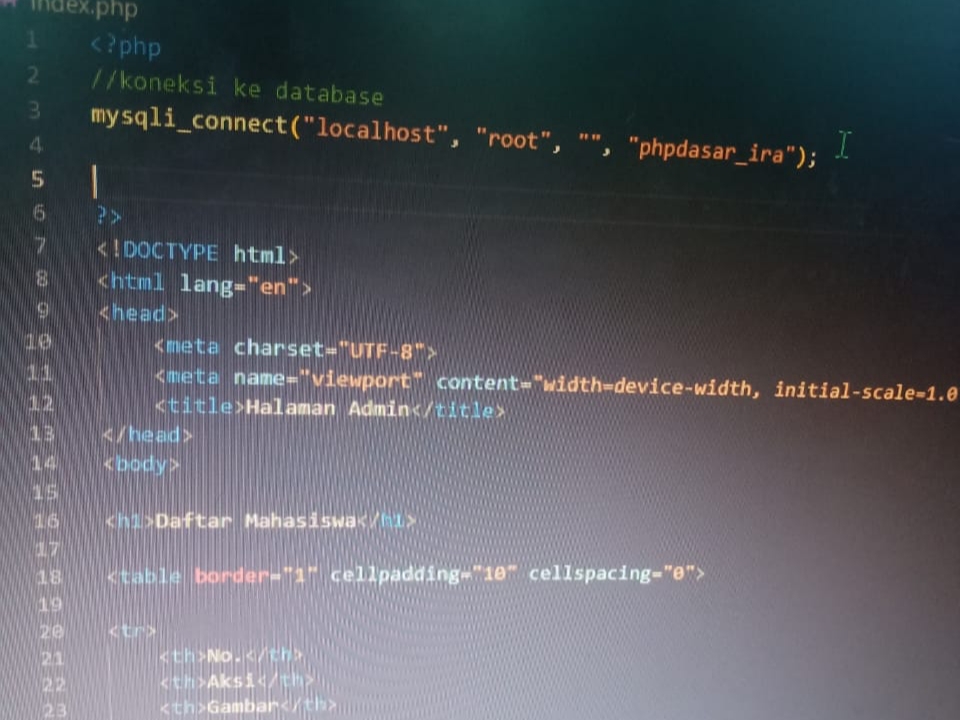 index.php
1 <?php
2 //koneksi ke database
3 mysqli_connect("localhost", "root", "", "phpdasar_ira");
4
5
6 ?>
7 <!DOCTYPE html>
8 <html lang="en">
9 <head>
10 <meta charset="UTF-8">
11 <meta name="viewport" content="width=device-width, initial-scale=1.0
12 <title>Halaman Admin</title>
13 </head>
14 <body>
15
16 <h1>Daftar Mahasiswa</h1>
17
18 <table border="1" cellpadding="10" cellspacing="0">
19
20 <tr>
21 <th>No.</th>
22 <th>Aksi</th>
23 <th>Gambar</th>